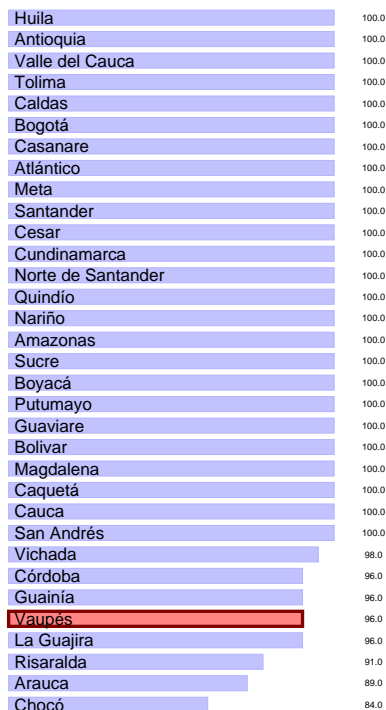 Huila 100.0
Antioquia 100.0
Valle del Cauca 100.0
Tolima 100.0
Caldas 100.0
Bogotá 100.0
Casanare 100.0
Atlántico 100.0
Meta 100.0
Santander 100.0
Cesar 100.0
Cundinamarca 100.0
Norte de Santander 100.0
Quindío 100.0
Nariño 100.0
Amazonas 100.0
Sucre 100.0
Boyacá 100.0
Putumayo 100.0
Guaviare 100.0
Bolivar 100.0
Magdalena 100.0
Caquetá 100.0
Cauca 100.0
San Andrés 100.0
Vichada 98.0
Córdoba 96.0
Guainía 96.0
Vaupés 96.0
La Guajira 96.0
Risaralda 91.0
Arauca 89.0
Chocó 84.0